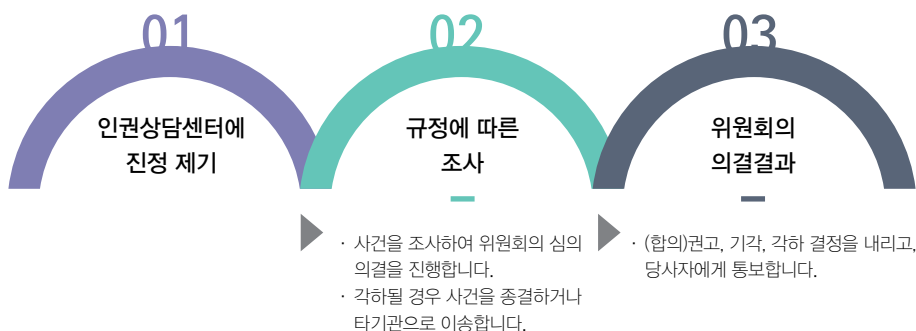 01
인권상담센터에
진정 제기
02
규정에 따른
조사
· 사건을 조사하여 위원회의 심의
의결을 진행합니다.
· 각하될 경우 사건을 종결하거나
타기관으로 이송합니다.
03
위원회의
의결결과
· (합의)권고, 기각, 각하 결정을 내리고,
당사자에게 통보합니다.